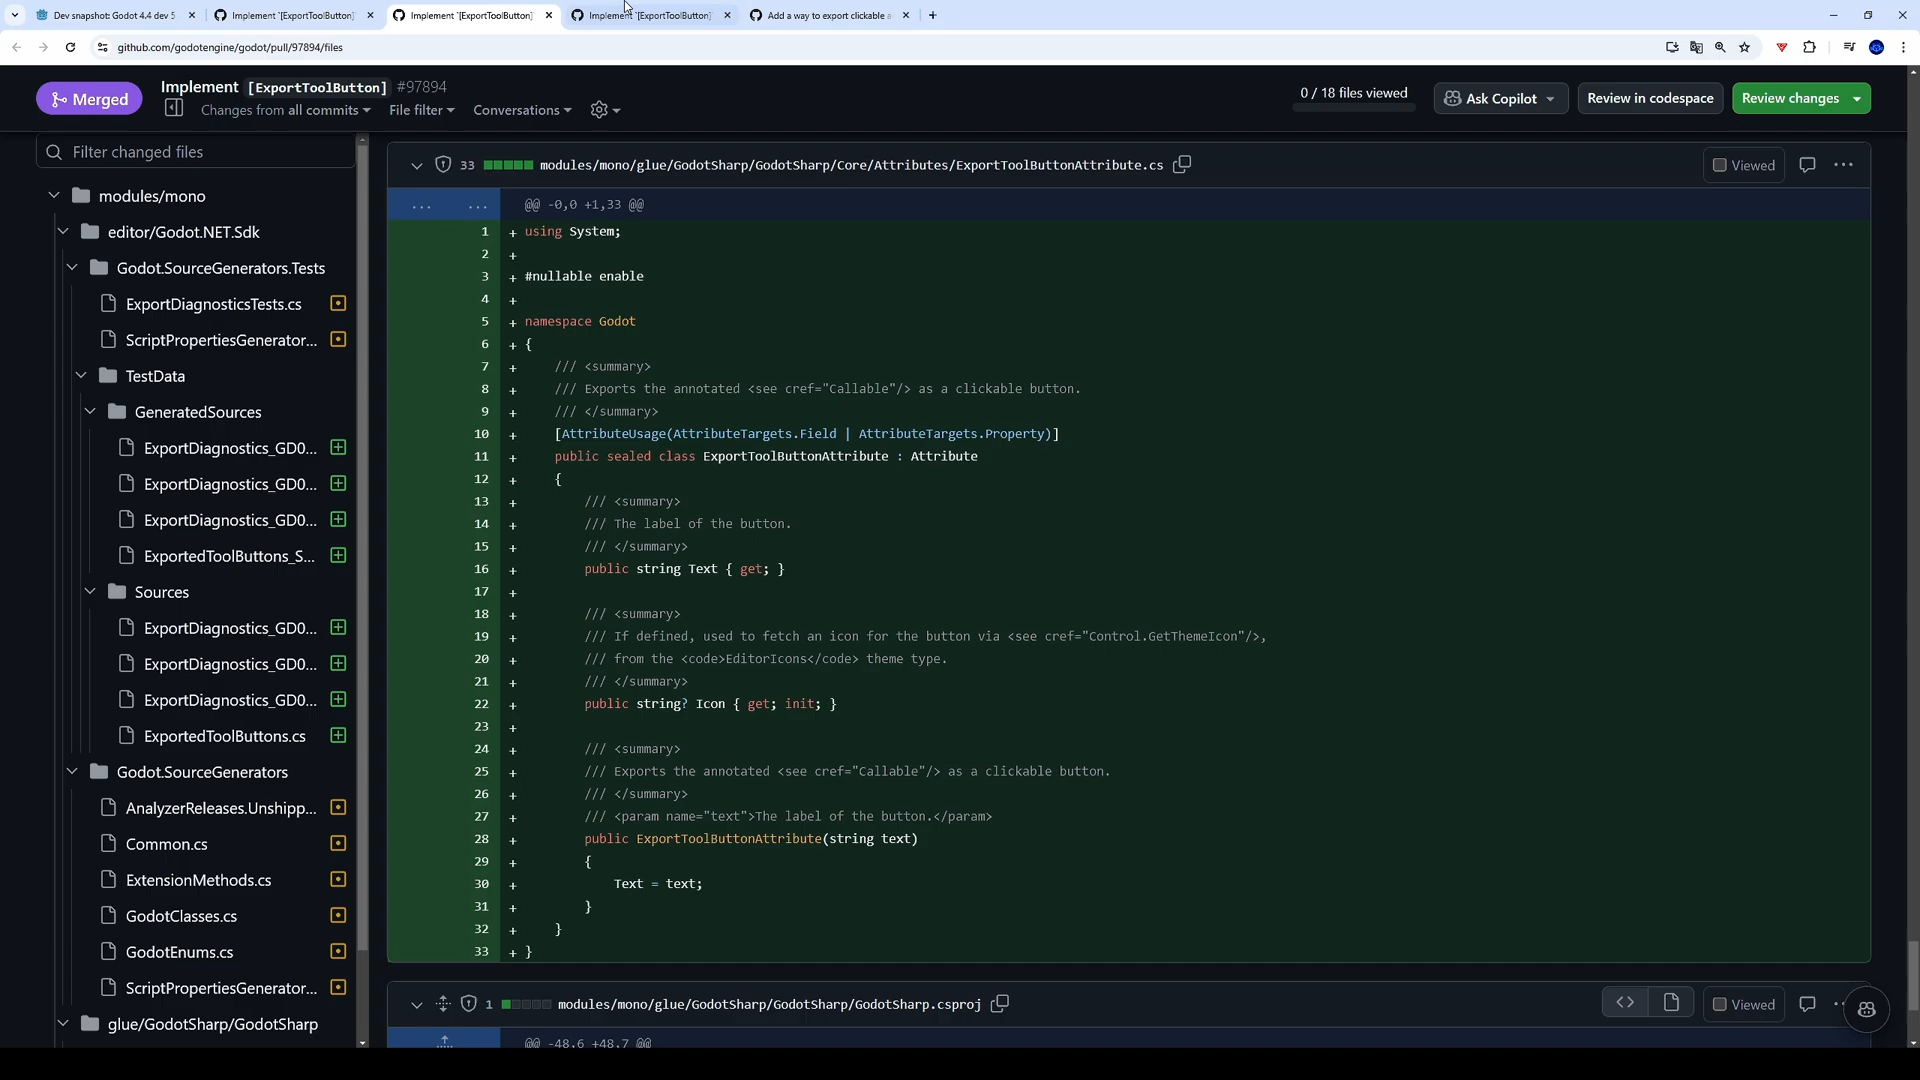 Dev snapshot: Godot 4.4 dev 5
Implement `[ExportToolButton]`
Implement `[ExportToolButton]`
Implement `[ExportToolButton]`
Add a way to export clickable a
github.com/godotengine/godot/pull/97894/files
Merged
Implement [ExportToolButton] #97894
Changes from all commits
File filter
Conversations
0 / 18 files viewed
Ask Copilot
Review in codespace
Review changes
Filter changed files
modules/mono
editor/Godot.NET.Sdk
Godot.SourceGenerators.Tests
ExportDiagnosticsTests.cs
ScriptPropertiesGenerator...
TestData
GeneratedSources
ExportDiagnostics_GD0...
ExportDiagnostics_GD0...
ExportDiagnostics_GD0...
ExportedToolButtons_S...
Sources
ExportDiagnostics_GD0...
ExportDiagnostics_GD0...
ExportDiagnostics_GD0...
ExportedToolButtons.cs
Godot.SourceGenerators
AnalyzerReleases.Unshipp...
Common.cs
ExtensionMethods.cs
GodotClasses.cs
GodotEnums.cs
ScriptPropertiesGenerator...
glue/GodotSharp/GodotSharp
33 modules/mono/glue/GodotSharp/GodotSharp/Core/Attributes/ExportToolButtonAttribute.cs
Viewed
... ... @@ -0,0 +1,33 @@
1 + using System;
2 +
3 + #nullable enable
4 +
5 + namespace Godot
6 + {
7 + /// <summary>
8 + /// Exports the annotated <see cref="Callable"/> as a clickable button.
9 + /// </summary>
10 + [AttributeUsage(AttributeTargets.Field | AttributeTargets.Property)]
11 + public sealed class ExportToolButtonAttribute : Attribute
12 + {
13 + /// <summary>
14 + /// The label of the button.
15 + /// </summary>
16 + public string Text { get; }
17 +
18 + /// <summary>
19 + /// If defined, used to fetch an icon for the button via <see cref="Control.GetThemeIcon"/>,
20 + /// from the <code>EditorIcons</code> theme type.
21 + /// </summary>
22 + public string? Icon { get; init; }
23 +
24 + /// <summary>
25 + /// Exports the annotated <see cref="Callable"/> as a clickable button.
26 + /// </summary>
27 + /// <param name="text">The label of the button.</param>
28 + public ExportToolButtonAttribute(string text)
29 + {
30 + Text = text;
31 + }
32 + }
33 + }
1 modules/mono/glue/GodotSharp/GodotSharp/GodotSharp.csproj
Viewed
@@ -48,6 +48,7 @@